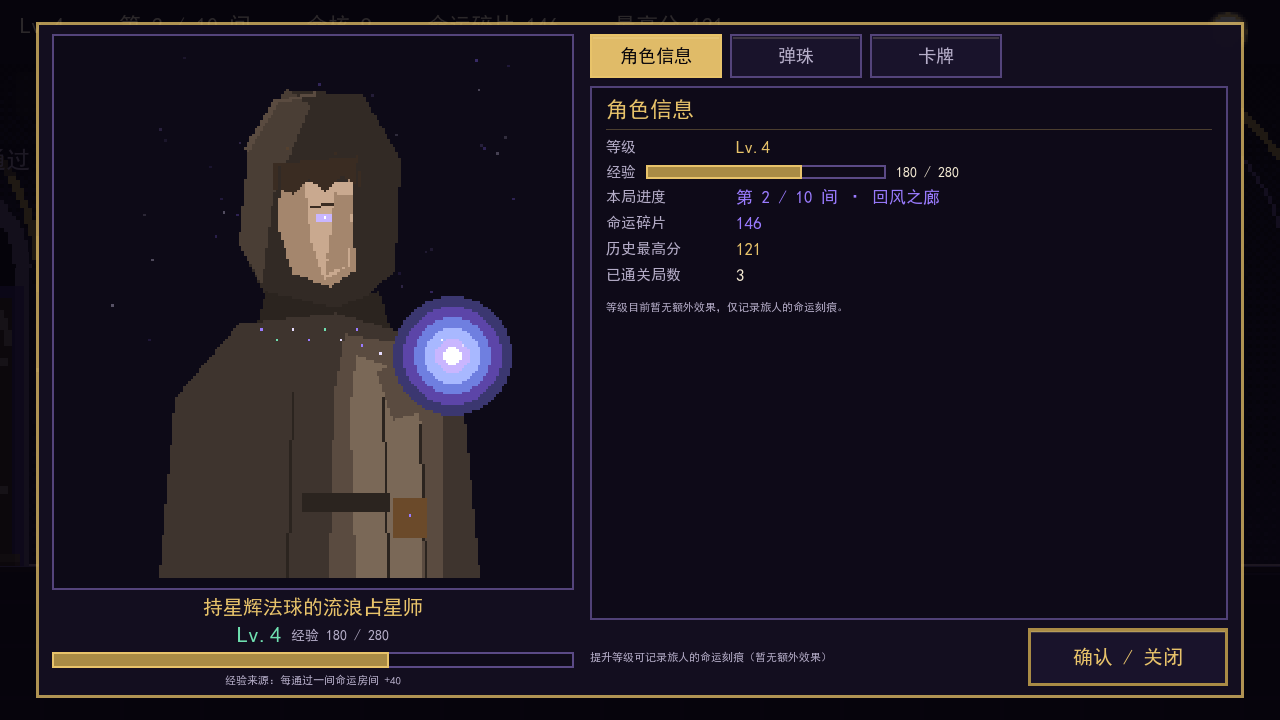 角色信息
弹珠
卡牌
角色信息
等级 Lv. 4
经验 180 / 280
本局进度 第 2 / 10 间 · 回风之廊
命运碎片 146
历史最高分 121
已通关局数 3
等级目前暂无额外效果，仅记录旅人的命运刻痕。
持星辉法球的流浪占星师
Lv. 4 经验 180 / 280
经验来源：每通过一间命运房间 +40
提升等级可记录旅人的命运刻痕（暂无额外效果）
确认 / 关闭